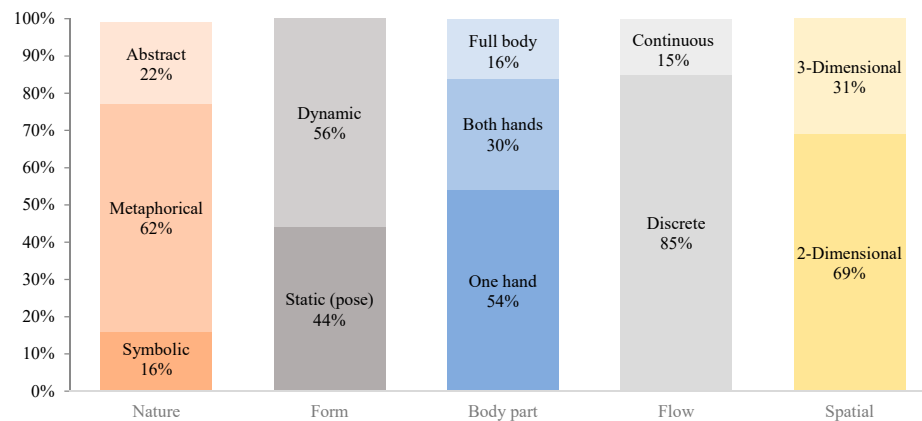 100%
90%
80%
70%
60%
50%
40%
30%
20%
10%
0%
Abstract
22%
Metaphorical
62%
Symbolic
16%
Dynamic
56%
Static (pose)
44%
Full body
16%
Both hands
30%
One hand
54%
Continuous
15%
Discrete
85%
3-Dimensional
31%
2-Dimensional
69%
Nature
Form
Body part
Flow
Spatial